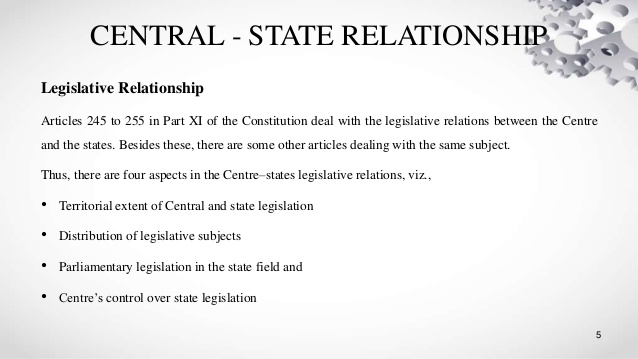 CENTRAL - STATE RELATIONSHIP
Legislative Relationship
Articles 245 to 255 in Part XI of the Constitution deal with the legislative relations between the Centre
and the states. Besides these, there are some other articles dealing with the same subject.
Thus, there are four aspects in the Centre–states legislative relations, viz.,
• Territorial extent of Central and state legislation
• Distribution of legislative subjects
• Parliamentary legislation in the state field and
• Centre’s control over state legislation
5